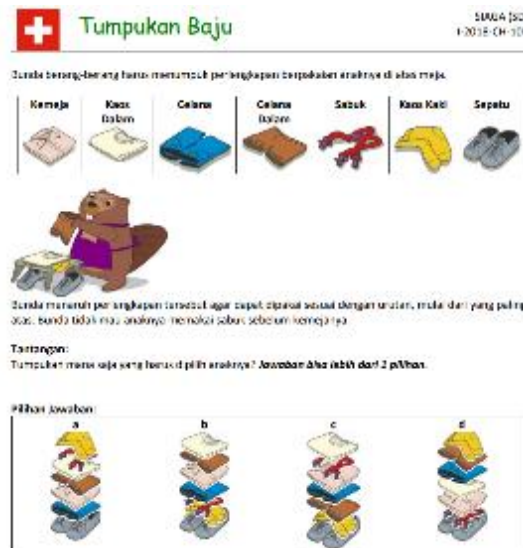 Tumpukan Baju
SIAGA (SD)
I-2018-CH-10
Bunda berang-berang harus menumpuk perlengkapan berpakaian anaknya di atas meja.
Kemeja Kaos Dalam Celana Celana Dalam Sabuk Kaos Kaki Sepatu
Bunda menaruh perlengkapan tersebut agar dapat dipakai sesuai dengan urutan, mulai dari yang paling
atas. Bunda tidak mau anaknya memakai sabuk sebelum kemejanya
Tantangan:
Tumpukan mana saja yang harus dipilih anaknya? Jawaban bisa lebih dari 1 pilihan.
Pilihan Jawaban:
a b c d